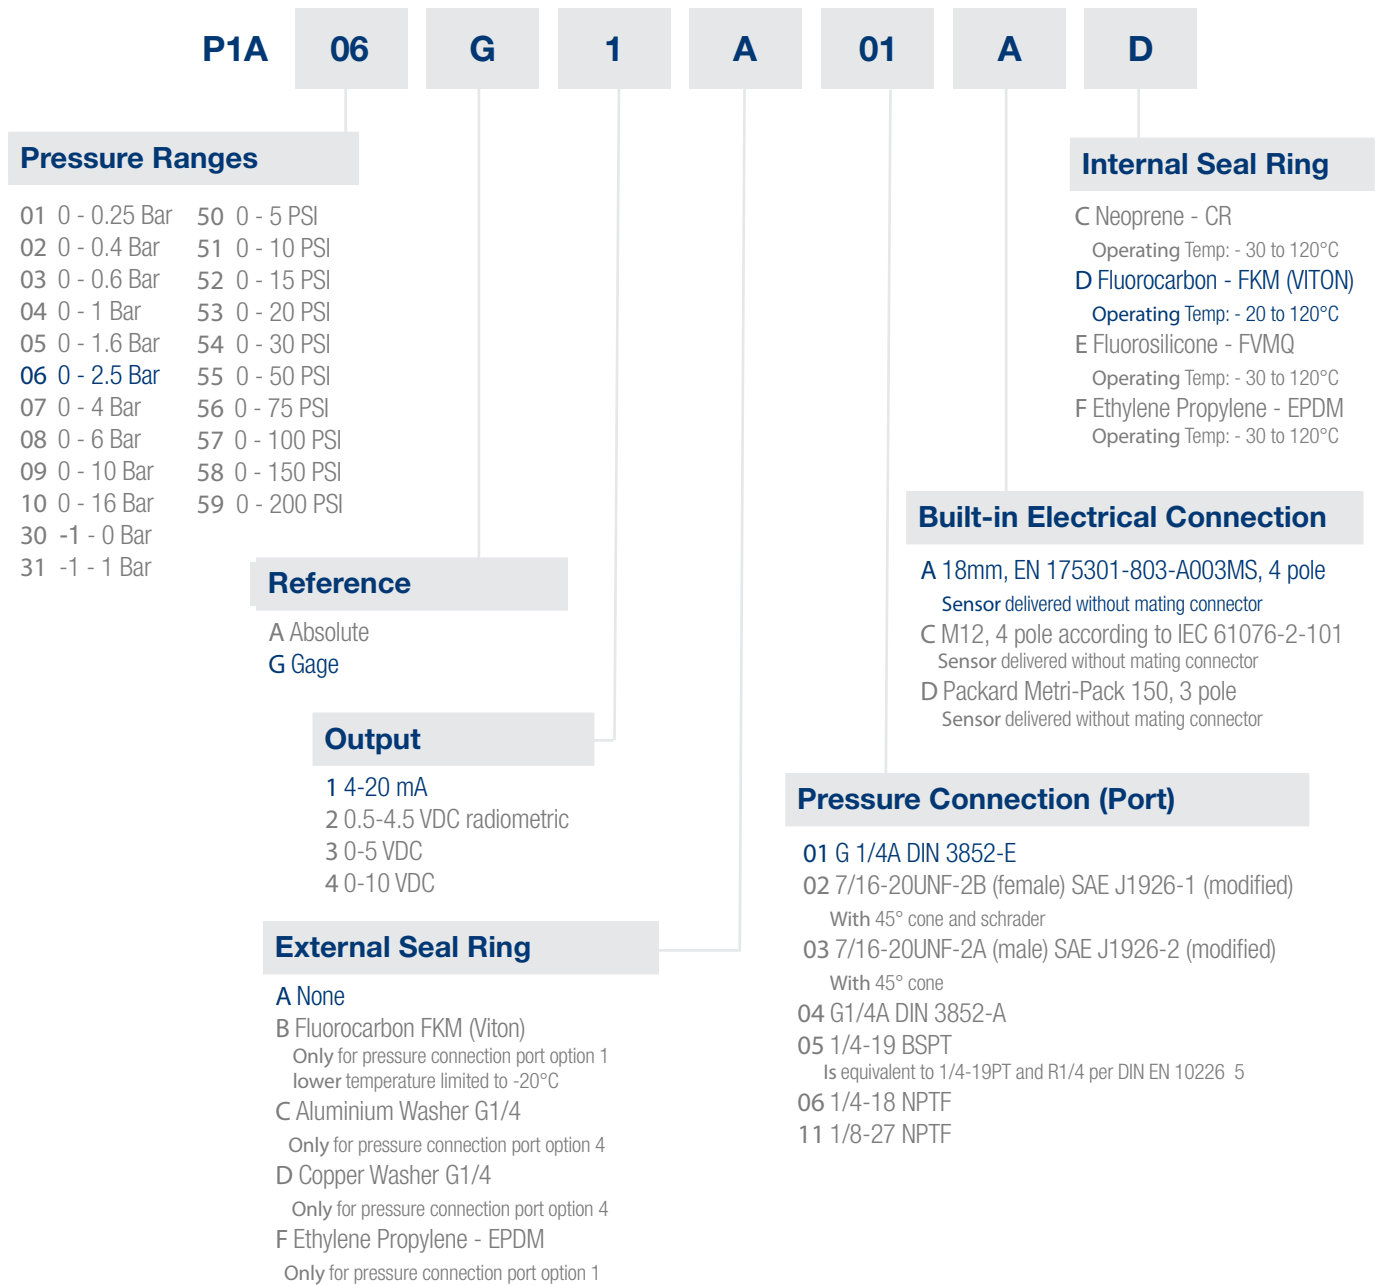 P1A 06 G 1 A 01 A D
Pressure Ranges
01 0 - 0.25 Bar
02 0 - 0.4 Bar
03 0 - 0.6 Bar
04 0 - 1 Bar
05 0 - 1.6 Bar
06 0 - 2.5 Bar
07 0 - 4 Bar
08 0 - 6 Bar
09 0 - 10 Bar
10 0 - 16 Bar
30 -1 - 0 Bar
31 -1 - 1 Bar
50 0 - 5 PSI
51 0 - 10 PSI
52 0 - 15 PSI
53 0 - 20 PSI
54 0 - 30 PSI
55 0 - 50 PSI
56 0 - 75 PSI
57 0 - 100 PSI
58 0 - 150 PSI
59 0 - 200 PSI
Reference
A Absolute
G Gage
Output
1 4-20 mA
2 0.5-4.5 VDC radiometric
3 0-5 VDC
4 0-10 VDC
External Seal Ring
A None
B Fluorocarbon FKM (Viton)
Only for pressure connection port option 1
lower temperature limited to -20°C
C Aluminium Washer G1/4
Only for pressure connection port option 4
D Copper Washer G1/4
Only for pressure connection port option 4
F Ethylene Propylene - EPDM
Only for pressure connection port option 1
Internal Seal Ring
C Neoprene - CR
Operating Temp: - 30 to 120°C
D Fluorocarbon - FKM (VITON)
Operating Temp: - 20 to 120°C
E Fluorosilicone - FVMQ
Operating Temp: - 30 to 120°C
F Ethylene Propylene - EPDM
Operating Temp: - 30 to 120°C
Built-in Electrical Connection
A 18mm, EN 175301-803-A003MS, 4 pole
Sensor delivered without mating connector
C M12, 4 pole according to IEC 61076-2-101
Sensor delivered without mating connector
D Packard Metri-Pack 150, 3 pole
Sensor delivered without mating connector
Pressure Connection (Port)
01 G 1/4A DIN 3852-E
02 7/16-20UNF-2B (female) SAE J1926-1 (modified)
With 45° cone and schrader
03 7/16-20UNF-2A (male) SAE J1926-2 (modified)
With 45° cone
04 G1/4A DIN 3852-A
05 1/4-19 BSPT
Is equivalent to 1/4-19PT and R1/4 per DIN EN 10226 5
06 1/4-18 NPTF
11 1/8-27 NPTF